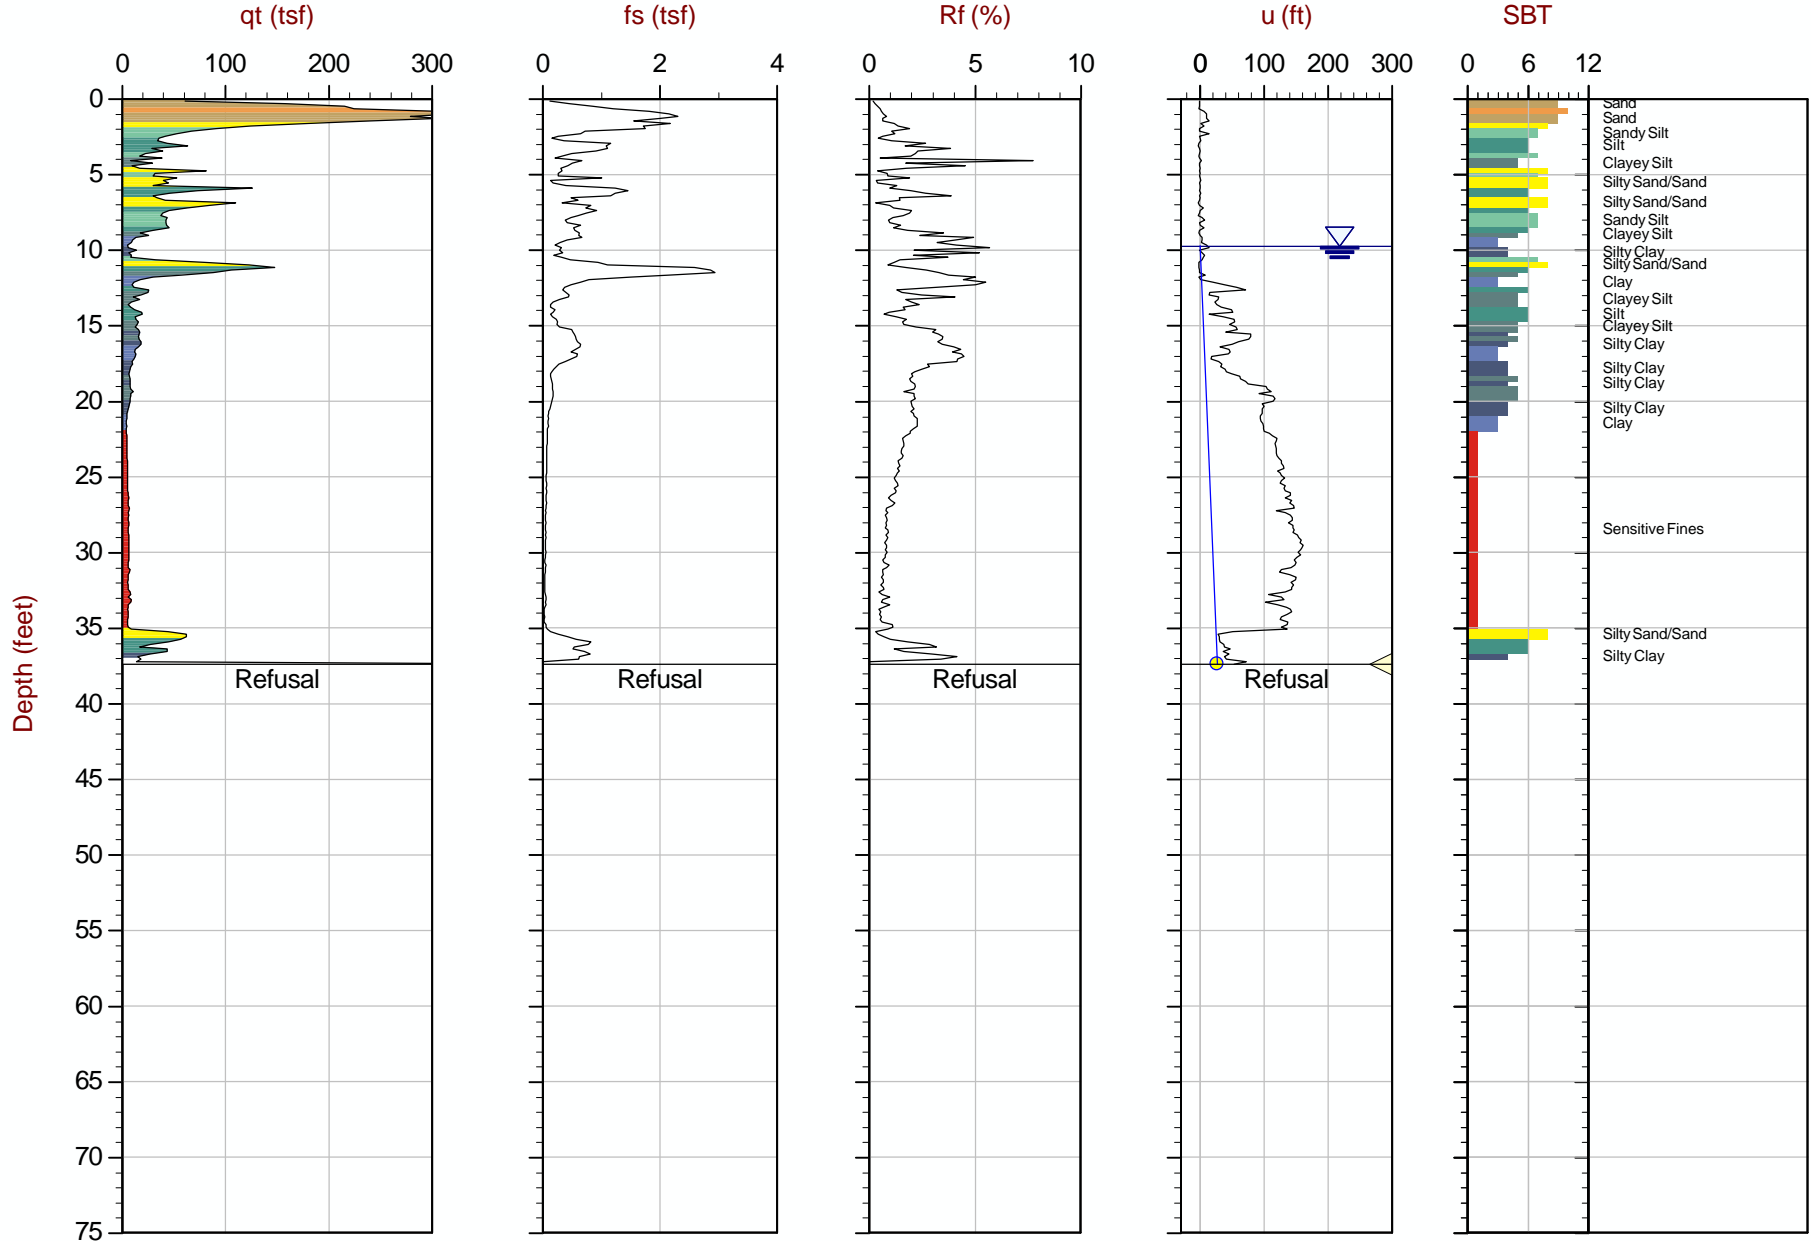 qt (tsf) fs (tsf) Rf (%) u (ft) SBT
0 100 200 300 0 2 4 0 5 10 0 100 200 300 0 6 12
0
5
10
15
20
25
30
35
40
45
50
55
60
65
70
75
Depth (feet)
Sand
Sand
Sandy Silt
Silt
Clayey Silt
Silty Sand/Sand
Silty Sand/Sand
Sandy Silt
Clayey Silt
Silty Clay
Silty Sand/Sand
Clay
Clayey Silt
Silt
Clayey Silt
Silty Clay
Silty Clay
Silty Clay
Silty Clay
Clay
Sensitive Fines
Silty Sand/Sand
Silty Clay
Refusal Refusal Refusal Refusal